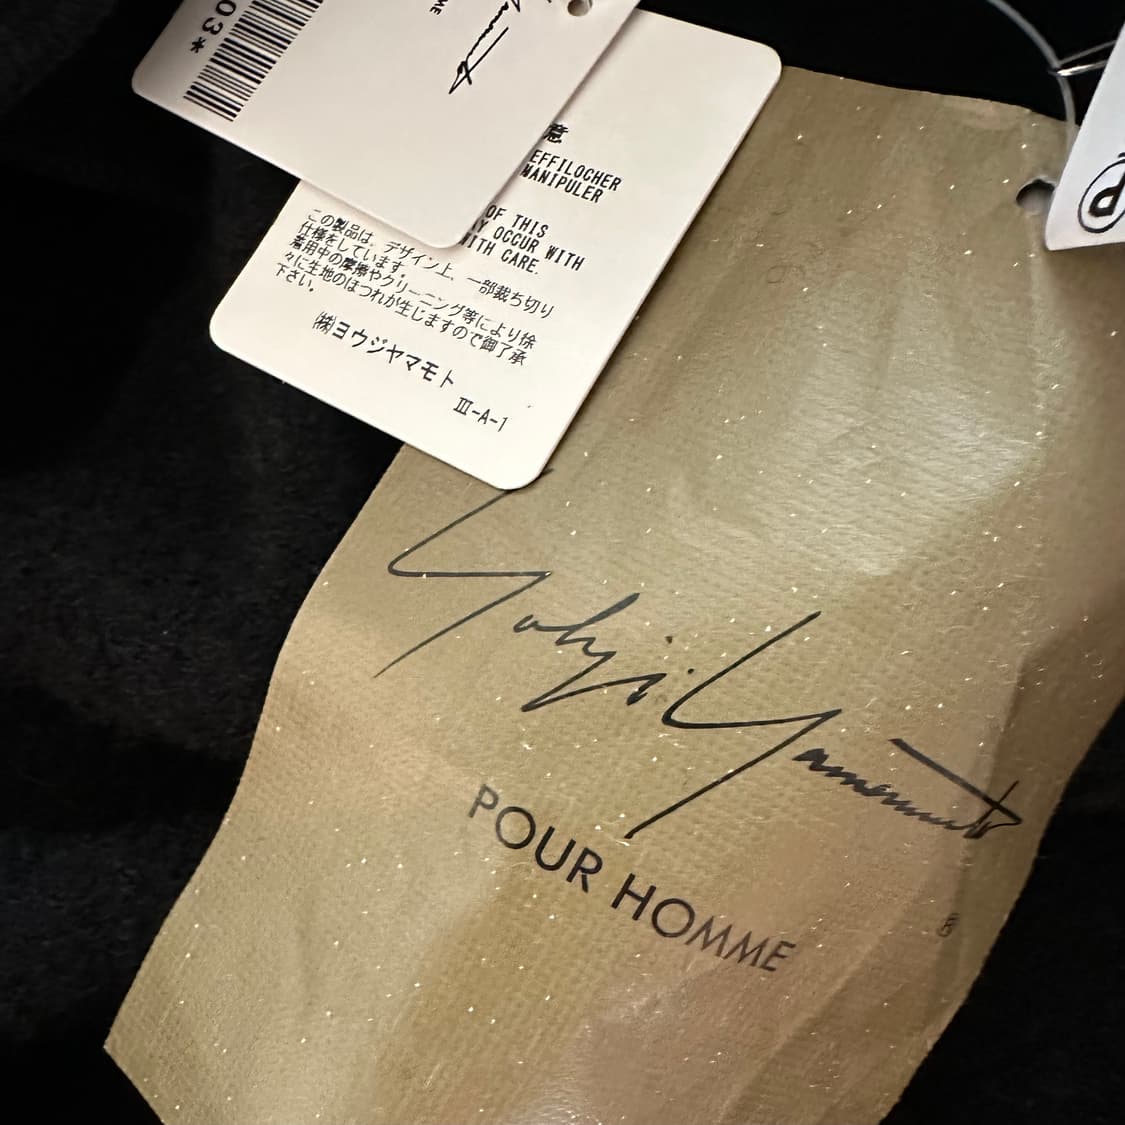 03*
意
EFFILOCHER
MANIPULER
OF THIS
Y OCCUR WITH
WITH CARE.
この製品は、デザイン上、一部裁ち切り
仕様をしています。
着用中の摩擦やクリーニング等により徐
々に生地のほつれが生じますので御了承
下さい。
㈱ヨウジヤマモト
Ⅲ-A-1
Yohji Yamamoto
POUR HOMME
®
P